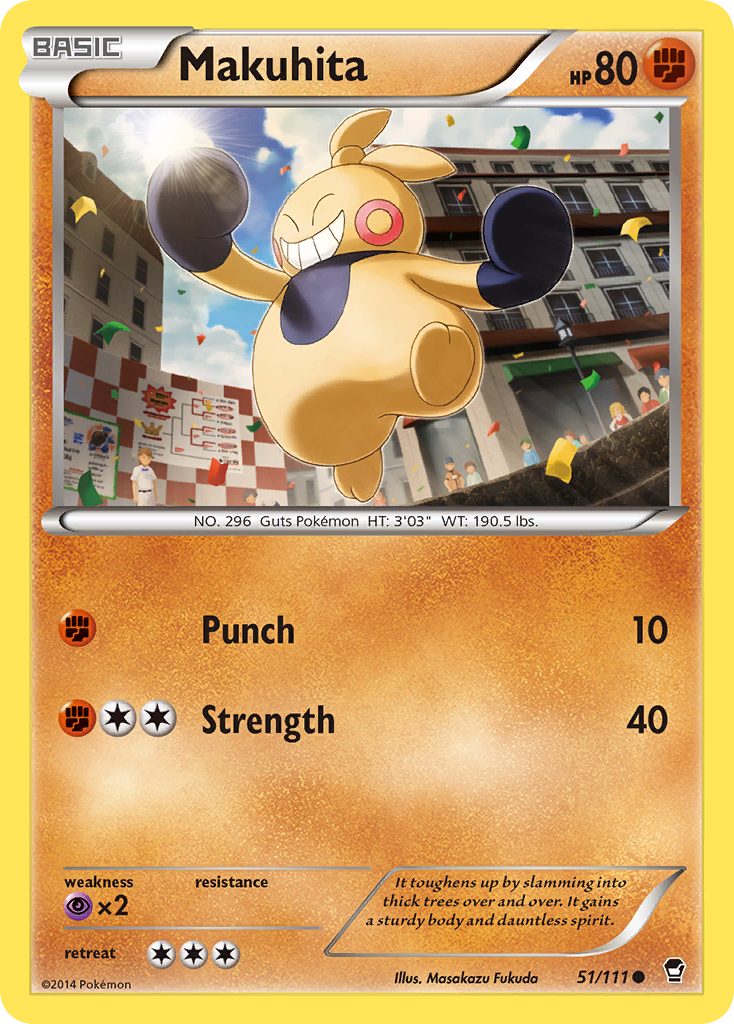 BASIC
Makuhita
HP 80
NO. 296 Guts Pokémon HT: 3'03" WT: 190.5 lbs.
Punch 10
Strength 40
weakness resistance
×2
It toughens up by slamming into
thick trees over and over. It gains
a sturdy body and dauntless spirit.
retreat
©2014 Pokémon
Illus. Masakazu Fukuda
51/111